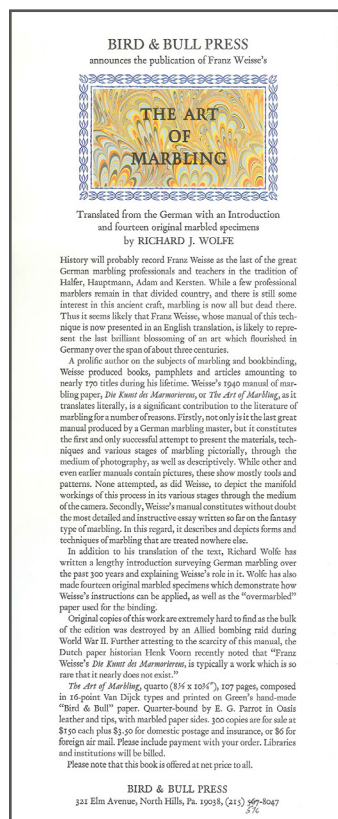 BIRD & BULL PRESS
announces the publication of Franz Weisse's
THE ART
OF
MARBLING
Translated from the German with an Introduction
and fourteen original marbled specimens
by RICHARD J. WOLFE
History will probably record Franz Weisse as the last of the great
German marbling professionals and teachers in the tradition of
Halfer, Hauptmann, Adam and Kersten. While a few professional
marblers remain in that divided country, and there is still some
interest in this ancient craft, marbling is now all but dead there.
Thus it seems likely that Franz Weisse, whose manual of this tech-
nique is now presented in an English translation, is likely to repre-
sent the last brilliant blossoming of an art which flourished in
Germany over the span of about three centuries.
A prolific author on the subjects of marbling and bookbinding,
Weisse produced books, pamphlets and articles amounting to
nearly 170 titles during his lifetime. Weisse's 1940 manual of mar-
bling paper, Die Kunst des Marmorierens, or The Art of Marbling, as it
translates literally, is a significant contribution to the literature of
marbling for a number of reasons. Firstly, not only is it the last great
manual produced by a German marbling master, but it constitutes
the first and only successful attempt to present the materials, tech-
niques and various stages of marbling pictorially, through the
medium of photography, as well as descriptively. While other and
even earlier manuals contain pictures, these show mostly tools and
patterns. None attempted, as did Weisse, to depict the manifold
workings of this process in its various stages through the medium
of the camera. Secondly, Weisse's manual constitutes without doubt
the most detailed and instructive essay written so far on the fantasy
type of marbling. In this regard, it describes and depicts forms and
techniques of marbling that are treated nowhere else.
In addition to his translation of the text, Richard Wolfe has
written a lengthy introduction surveying German marbling over
the past 300 years and explaining Weisse's role in it. Wolfe has also
made fourteen original marbled specimens which demonstrate how
Weisse's instructions can be applied, as well as the "overmarbled"
paper used for the binding.
Original copies of this work are extremely hard to find as the bulk
of the edition was destroyed by an Allied bombing raid during
World War II. Further attesting to the scarcity of this manual, the
Dutch paper historian Henk Voorn recently noted that "Franz
Weisse's Die Kunst des Marmorierens, is typically a work which is so
rare that it nearly does not exist."
The Art of Marbling, quarto (8½ x 10¾"), 107 pages, composed
in 16-point Van Dijck types and printed on Green's hand-made
"Bird & Bull" paper. Quarter-bound by E. G. Parrot in Oasis
leather and tips, with marbled paper sides. 300 copies are for sale at
$150 each plus $3.50 for domestic postage and insurance, or $6 for
foreign air mail. Please include payment with your order. Libraries
and institutions will be billed.
Please note that this book is offered at net price to all.
BIRD & BULL PRESS
321 Elm Avenue, North Hills, Pa. 19038, (215) 567-8047
576